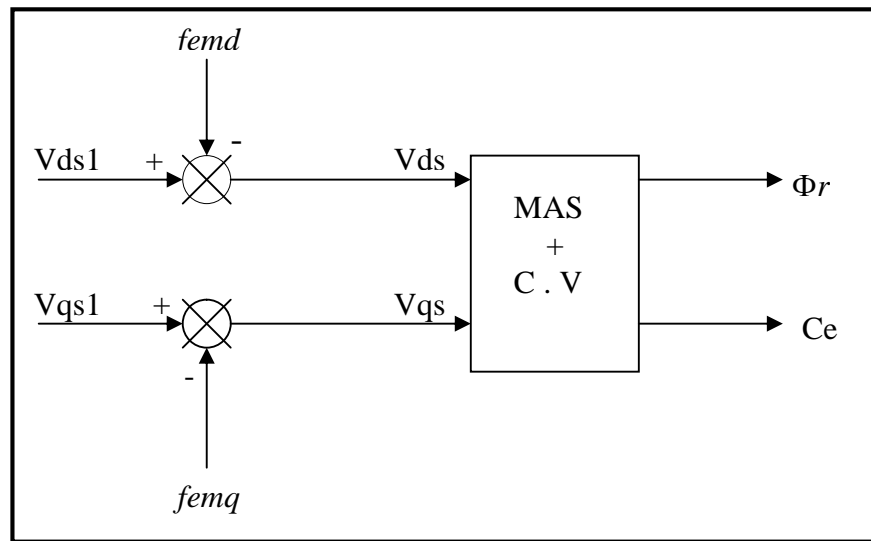 femd
-
Vds1 +
Vds
MAS
+
C . V
Φr
Vqs1 +
Vqs
Ce
-
femq